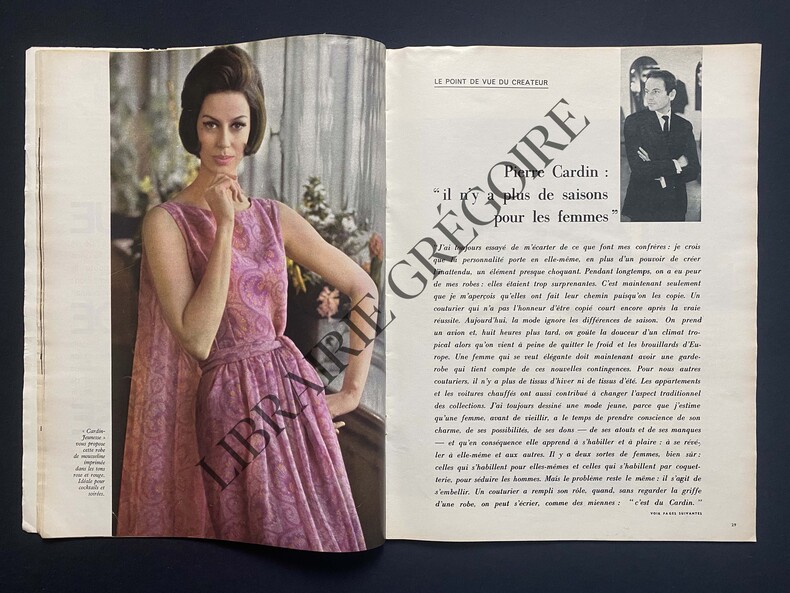 « Cardin-
Jeunesse »
vous propose
cette robe
de mousseline
imprimée
dans les tons
rose et rouge.
Idéale pour
cocktails et
soirées.
LE POINT DE VUE DU CREATEUR
Pierre Cardin :
“ il n'y a plus de saisons
pour les femmes ”
“J'ai toujours essayé de m'écarter de ce que font mes confrères : je crois
que la personnalité porte en elle-même, en plus d'un pouvoir de créer
l'inattendu, un élément presque choquant. Pendant longtemps, on a eu peur
de mes robes : elles étaient trop surprenantes. C'est maintenant seulement
que je m'aperçois qu'elles ont fait leur chemin puisqu'on les copie. Un
couturier qui n'a pas l'honneur d'être copié court encore après la vraie
réussite. Aujourd'hui, la mode ignore les différences de saison. On prend
un avion et, huit heures plus tard, on goûte la douceur d'un climat tro-
pical alors qu'on vient à peine de quitter le froid et les brouillards d'Eu-
rope. Une femme qui se veut élégante doit maintenant avoir une garde-
robe qui tient compte de ces nouvelles contingences. Pour nous autres
couturiers, il n'y a plus de tissus d'hiver ni de tissus d'été. Les appartements
et les voitures chauffés ont aussi contribué à changer l'aspect traditionnel
des collections. J'ai toujours dessiné une mode jeune, parce que j'estime
qu'une femme, avant de vieillir, a le temps de prendre conscience de son
charme, de ses possibilités, de ses dons — de ses atouts et de ses manques
— et qu'en conséquence elle apprend à s'habiller et à plaire : à se révé-
ler à elle-même et aux autres. Il y a deux sortes de femmes, bien sûr :
celles qui s'habillent pour elles-mêmes et celles qui s'habillent par coquet-
terie, pour séduire les hommes. Mais le problème reste le même : il s'agit de
s'embellir. Un couturier a rempli son rôle, quand, sans regarder la griffe
d'une robe, on peut s'écrier, comme des miennes : “c'est du Cardin. ”
VOIR PAGES SUIVANTES
29
LIBRAIRIE GRÉGOIRE